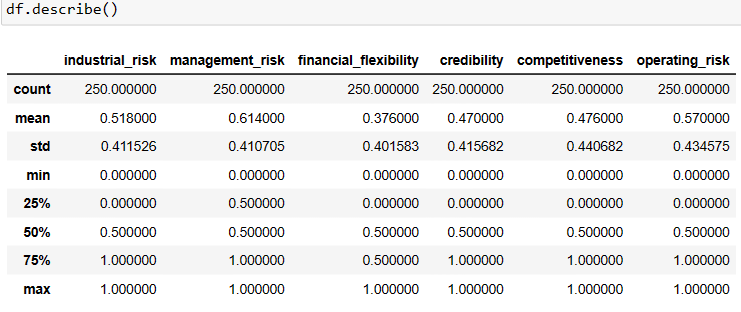 df.describe()
industrial_risk management_risk financial_flexibility credibility competitiveness operating_risk
count 250.000000 250.000000 250.000000 250.000000 250.000000 250.000000
mean 0.518000 0.614000 0.376000 0.470000 0.476000 0.570000
std 0.411526 0.410705 0.401583 0.415682 0.440682 0.434575
min 0.000000 0.000000 0.000000 0.000000 0.000000 0.000000
25% 0.000000 0.500000 0.000000 0.000000 0.000000 0.000000
50% 0.500000 0.500000 0.500000 0.500000 0.500000 0.500000
75% 1.000000 1.000000 0.500000 1.000000 1.000000 1.000000
max 1.000000 1.000000 1.000000 1.000000 1.000000 1.000000